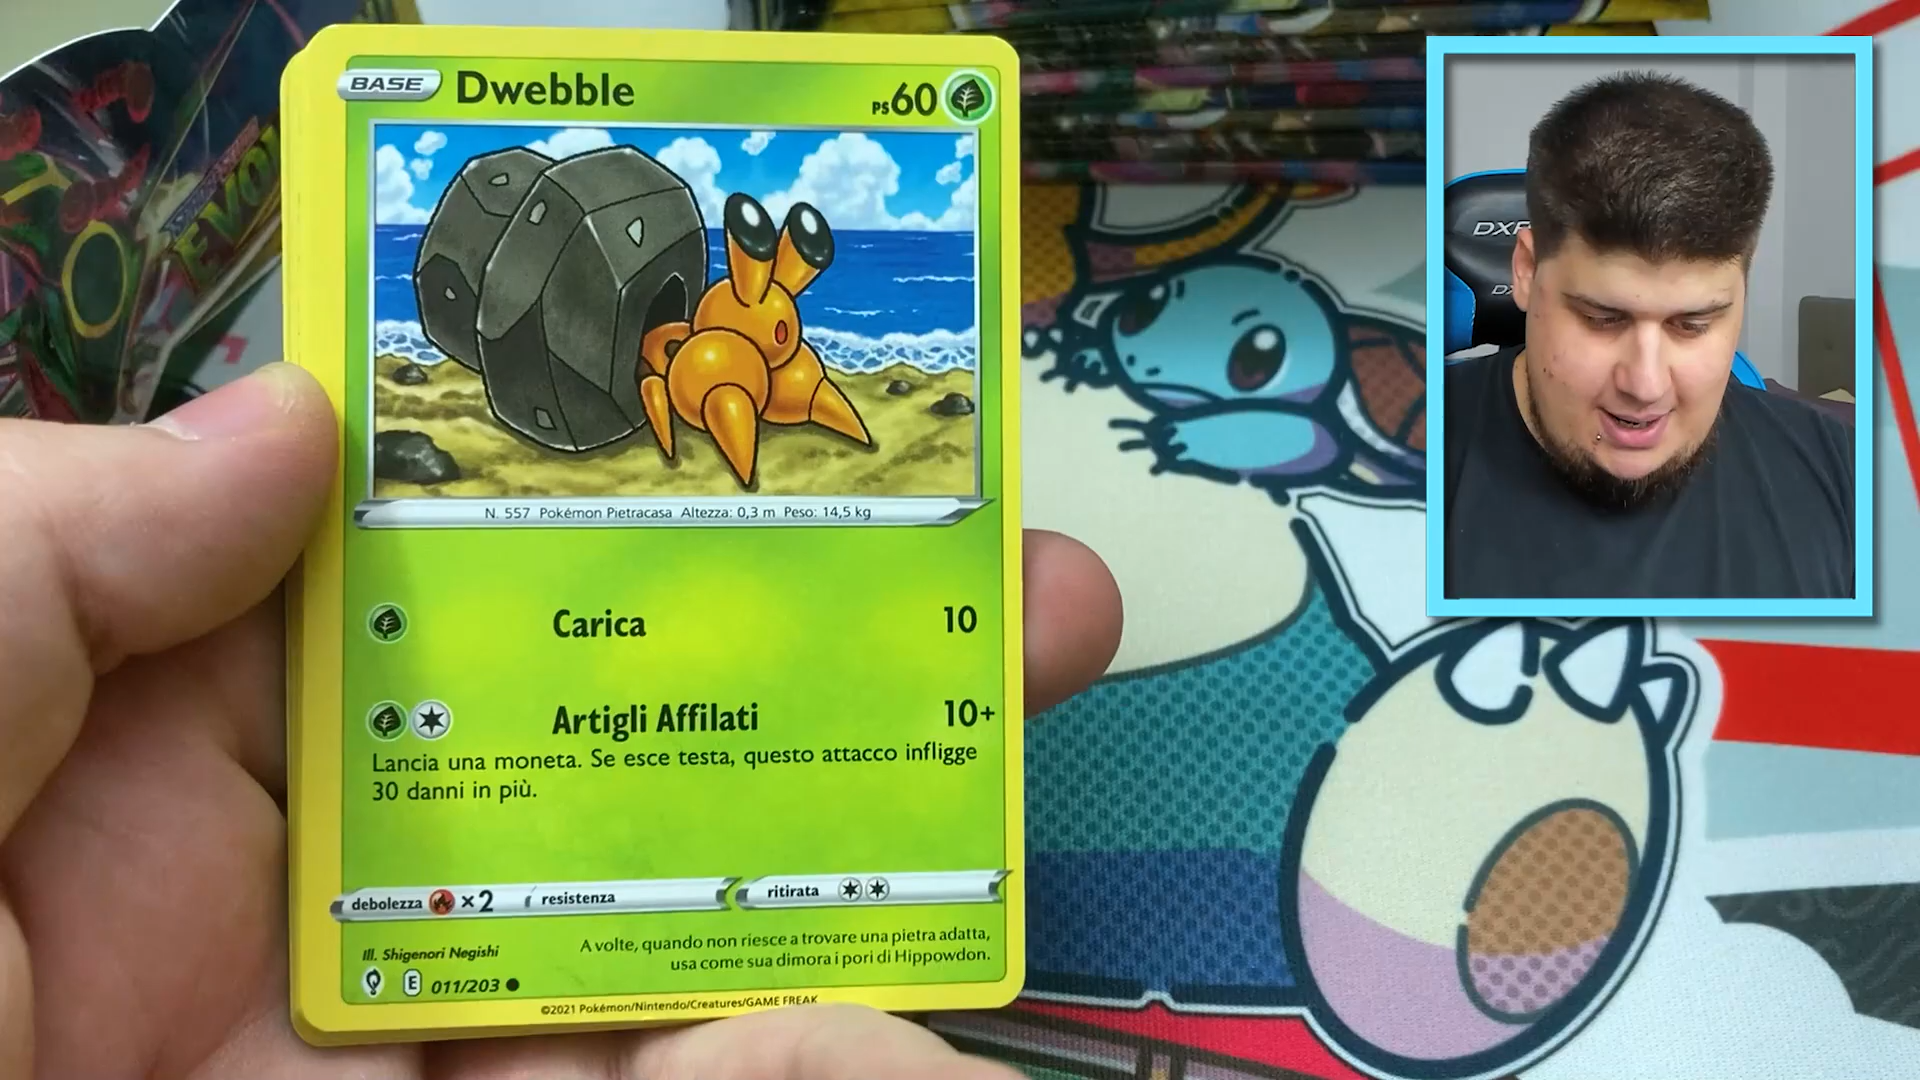 BASE Dwebble PS60
N. 557 Pokémon Pietracasa Altezza: 0,3 m Peso: 14,5 kg
Carica 10
Artigli Affilati 10+
Lancia una moneta. Se esce testa, questo attacco infligge
30 danni in più.
debolezza ×2 resistenza ritirata
Ill. Shigenori Negishi
A volte, quando non riesce a trovare una pietra adatta,
usa come sua dimora i pori di Hippowdon.
E 011/203
©2021 Pokémon/Nintendo/Creatures/GAME FREAK